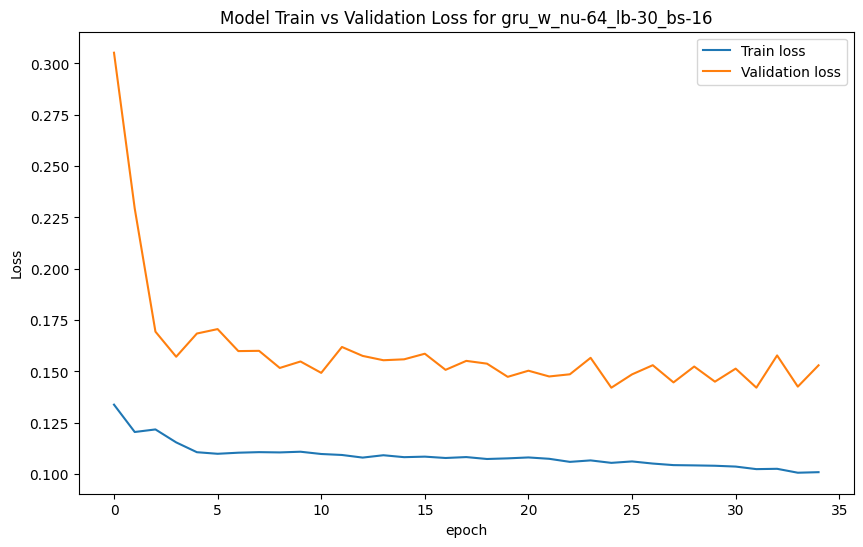 Model Train vs Validation Loss for gru_w_nu-64_lb-30_bs-16
Train loss
Validation loss
0.300
0.275
0.250
0.225
0.200
0.175
0.150
0.125
0.100
Loss
0 5 10 15 20 25 30 35
epoch